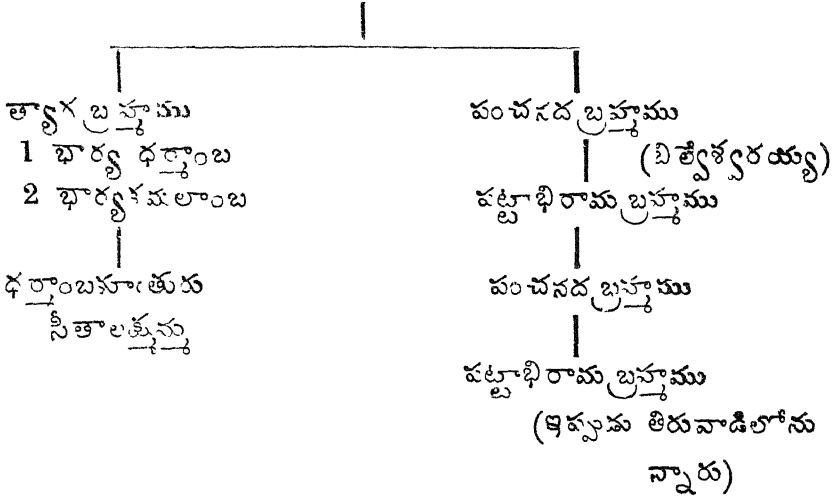 త్యాగ బ్రహ్మము
1 భార్య ధర్మాంబ
2 భార్యకమలాంబ
ధర్మాంబకూఁతురు
సీతాలక్ష్మమ్మ
పంచనద బ్రహ్మము
(బిల్వేశ్వరయ్య)
పట్టాభిరామ బ్రహ్మము
పంచనద బ్రహ్మము
పట్టాభిరామ బ్రహ్మము
(ఇప్పుడు తిరువాడిలోను
న్నారు)